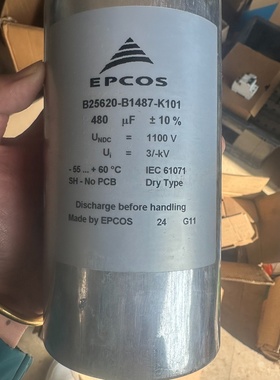 EPCOS
B25620-B1487-K101
480 μF ± 10 %
UNDC = 1100 V
Ui = 3/-kV
- 55 ... + 60 °C IEC 61071
SH - No PCB Dry Type
Discharge before handling
Made by EPCOS 24 G11